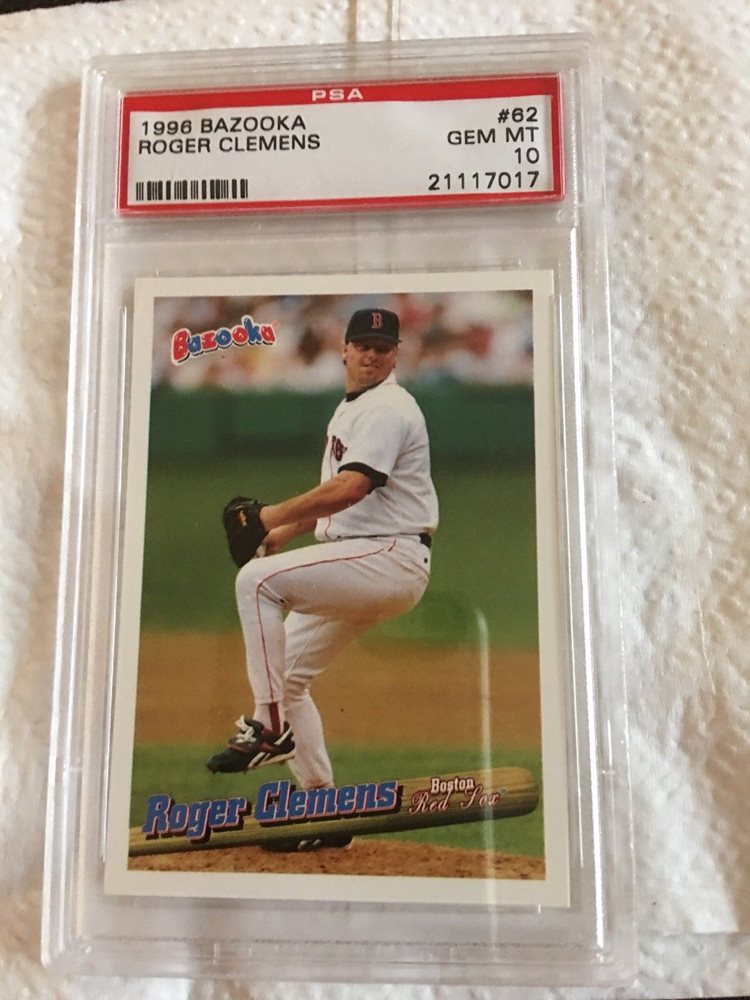 PSA
1996 BAZOOKA #62
ROGER CLEMENS GEM MT
10
21117017
Bazooka
B
Roger Clemens Boston
Red Sox